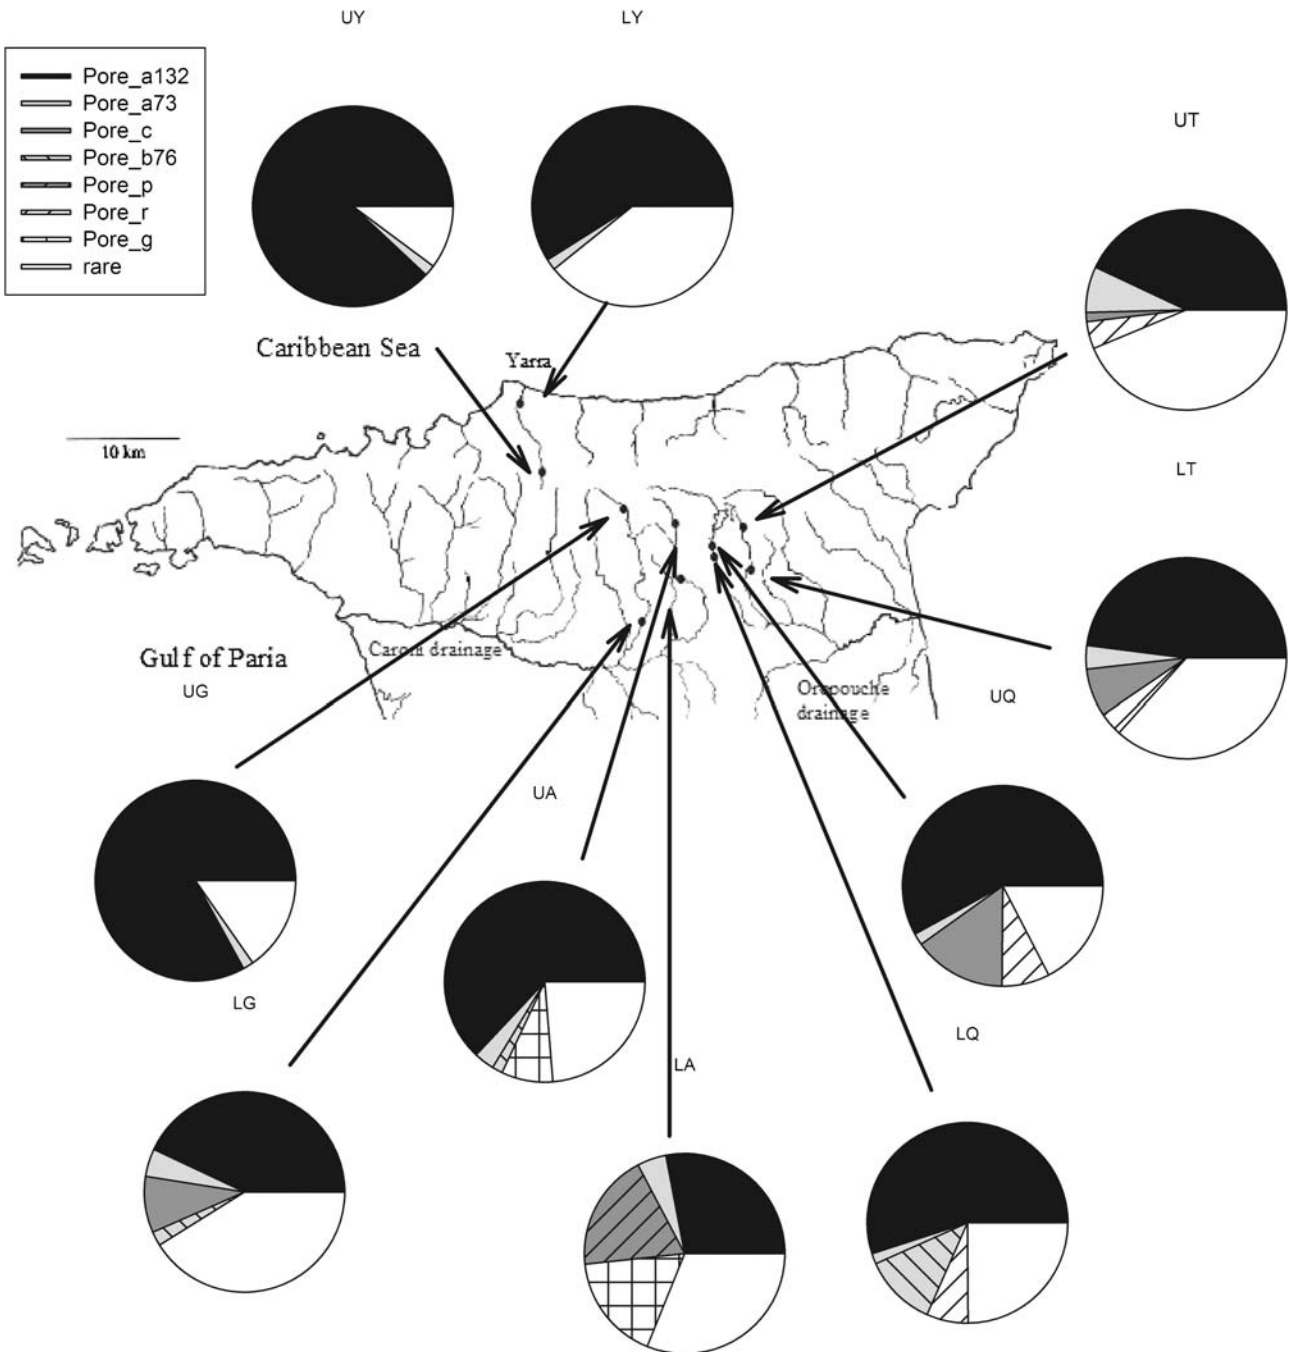 UY
LY
Pore_a132
Pore_a73
Pore_c
Pore_b76
Pore_p
Pore_r
Pore_g
rare
UT
Caribbean Sea
Yarra
10 km
LT
Gulf of Paria
Caroni drainage
UG
Oropouche
drainage
UQ
UA
LG
LQ
LA